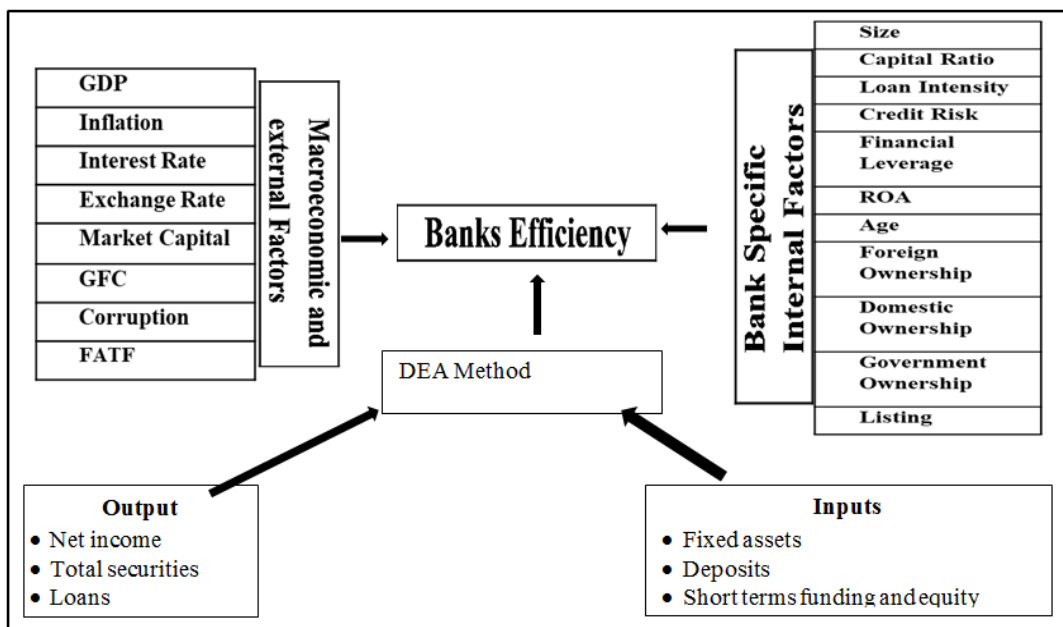 GDP
Inflation
Interest Rate
Exchange Rate
Market Capital
GFC
Corruption
FATF
Macroeconomic and
external Factors
Banks Efficiency
Bank Specific
Internal Factors
Size
Capital Ratio
Loan Intensity
Credit Risk
Financial
Leverage
ROA
Age
Foreign
Ownership
Domestic
Ownership
Government
Ownership
Listing
DEA Method
Output
• Net income
• Total securities
• Loans
Inputs
• Fixed assets
• Deposits
• Short terms funding and equity